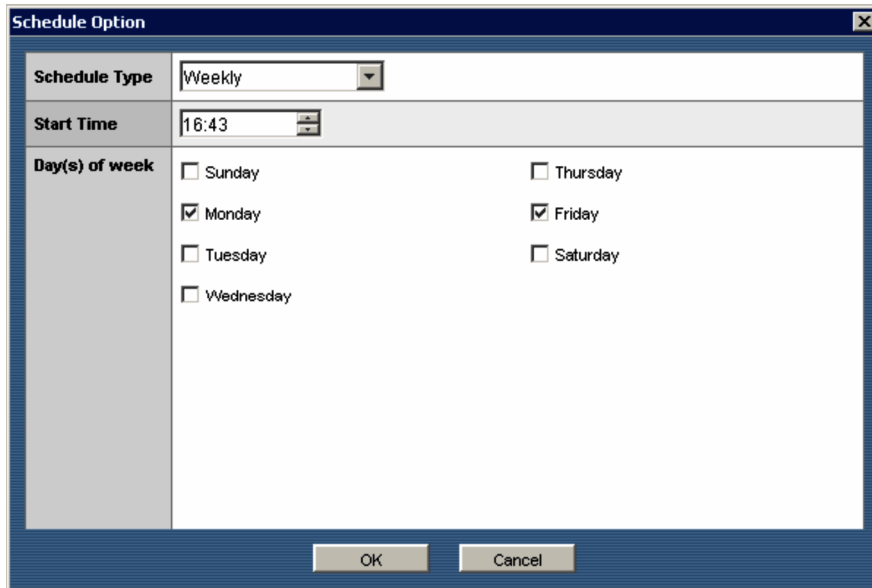 Schedule Option
Schedule Type Weekly
Start Time 16:43
Day(s) of week
Sunday Thursday
Monday Friday
Tuesday Saturday
Wednesday
OK Cancel